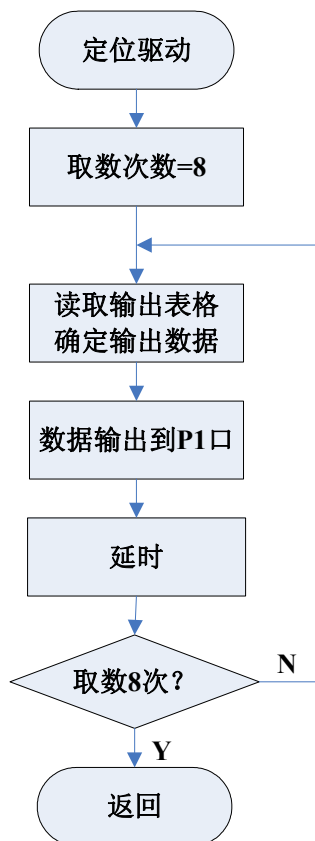 定位驱动
取数次数=8
读取输出表格
确定输出数据
数据输出到P1口
延时
取数8次？
N
Y
返回